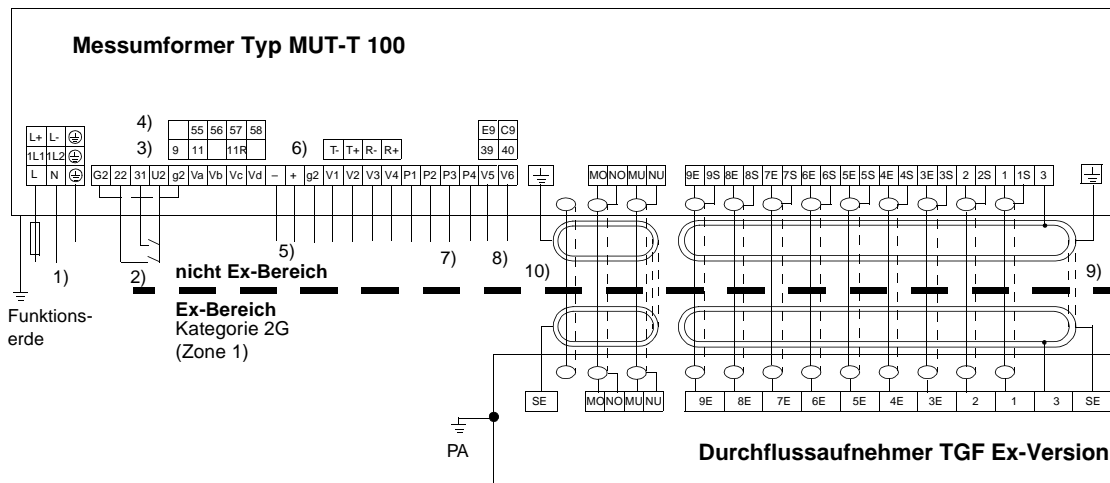 Messumformer Typ MUT-T 100
4) 55 56 57 58 E9 C9
L+ L-
3) 9 11 11R 6) T- T+ R- R+ 39 40
1L1 1L2
L N G2 22 31 U2 g2 Va Vb Vc Vd – + g2 V1 V2 V3 V4 P1 P2 P3 P4 V5 V6 MO NO MU NU 9E 9S 8E 8S 7E 7S 6E 6S 5E 5S 4E 4S 3E 3S 2 2S 1 1S 3
5) 7) 8)
1) 2) nicht Ex-Bereich 10) 9)
Ex-Bereich
Funktions-
erde
Kategorie 2G
(Zone 1)
SE MO NO MU NU 9E 8E 7E 6E 5E 4E 3E 2 1 3 SE
PA
Durchflussaufnehmer TGF Ex-Version